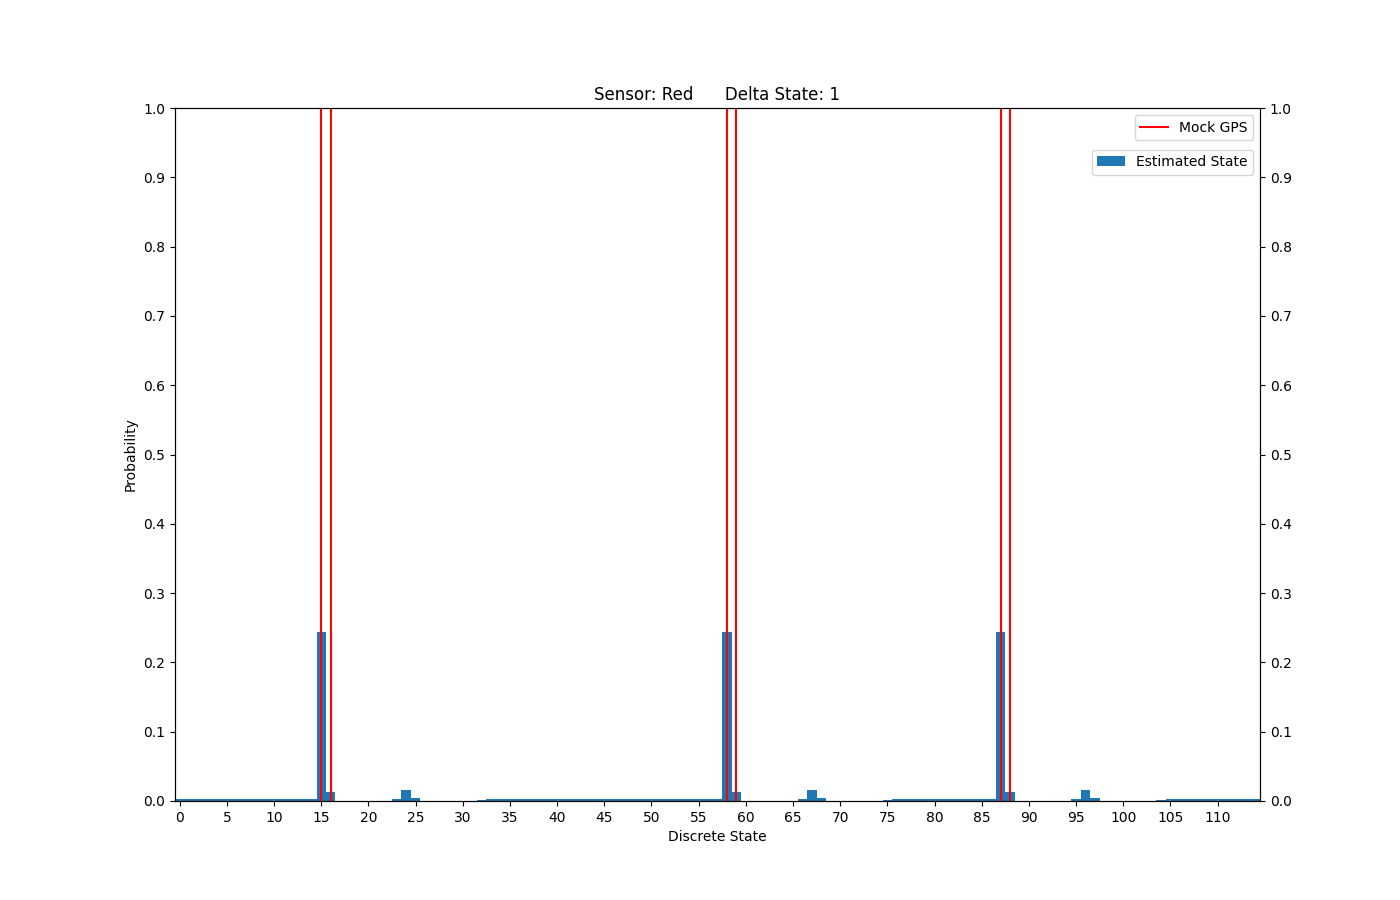 Sensor: Red Delta State: 1
1.0 1.0
Mock GPS
Estimated State
0.9 0.9
0.8 0.8
0.7 0.7
0.6 0.6
0.5 0.5
Probability
0.4 0.4
0.3 0.3
0.2 0.2
0.1 0.1
0.0 0.0
0 5 10 15 20 25 30 35 40 45 50 55 60 65 70 75 80 85 90 95 100 105 110
Discrete State